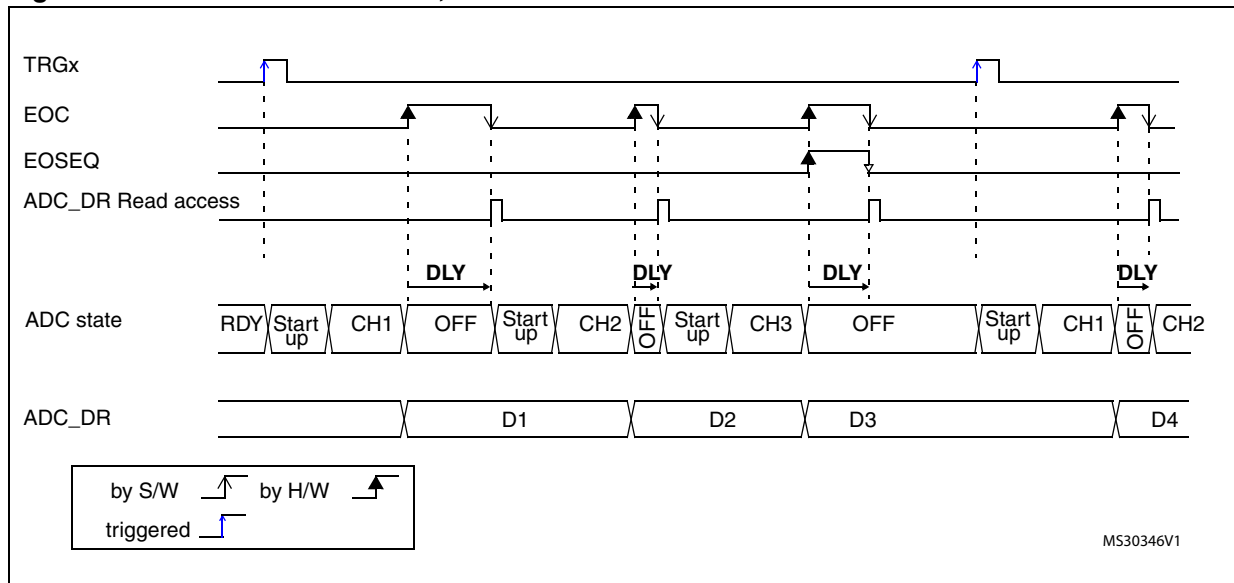 TRGx
EOC
EOSEQ
ADC_DR Read access
DLY DLY DLY DLY
ADC state RDY Start up CH1 OFF Start up CH2 OFF Start up CH3 OFF Start up CH1 OFF CH2
ADC_DR D1 D2 D3 D4
by S/W by H/W
triggered
MS30346V1